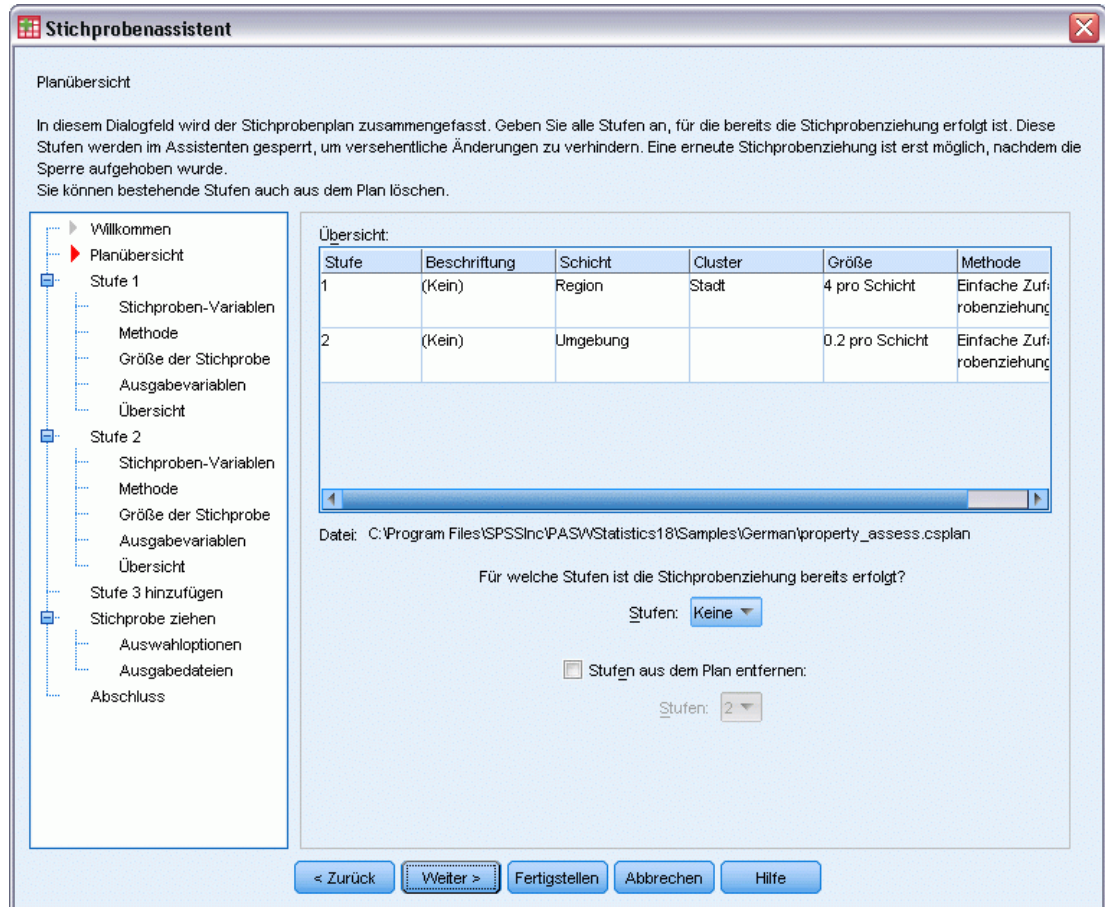 Stichprobenassistent
Planübersicht
In diesem Dialogfeld wird der Stichprobenplan zusammengefasst. Geben Sie alle Stufen an, für die bereits die Stichprobenziehung erfolgt ist. Diese
Stufen werden im Assistenten gesperrt, um versehentliche Änderungen zu verhindern. Eine erneute Stichprobenziehung ist erst möglich, nachdem die
Sperre aufgehoben wurde.
Sie können bestehende Stufen auch aus dem Plan löschen.
Willkommen
Planübersicht
Stufe 1
Stichproben-Variablen
Methode
Größe der Stichprobe
Ausgabevariablen
Übersicht
Stufe 2
Stichproben-Variablen
Methode
Größe der Stichprobe
Ausgabevariablen
Übersicht
Stufe 3 hinzufügen
Stichprobe ziehen
Auswahloptionen
Ausgabedateien
Abschluss
Übersicht:
Stufe Beschriftung Schicht Cluster Größe Methode
1 (Kein) Region Stadt 4 pro Schicht Einfache Zufa
robenziehung
2 (Kein) Umgebung 0.2 pro Schicht Einfache Zufa
robenziehung
Datei: C:\Program Files\SPSSInc\PASWStatistics18\Samples\German\property_assess.csplan
Für welche Stufen ist die Stichprobenziehung bereits erfolgt?
Stufen: Keine
Stufen aus dem Plan entfernen:
Stufen: 2
< Zurück Weiter > Fertigstellen Abbrechen Hilfe